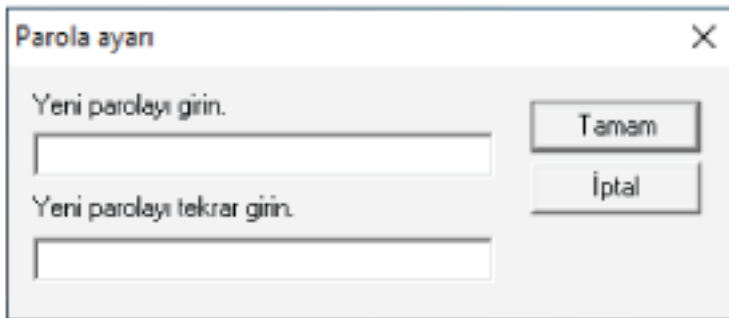 Parola ayarı
Yeni parolayı girin.
Tamam
İptal
Yeni parolayı tekrar girin.